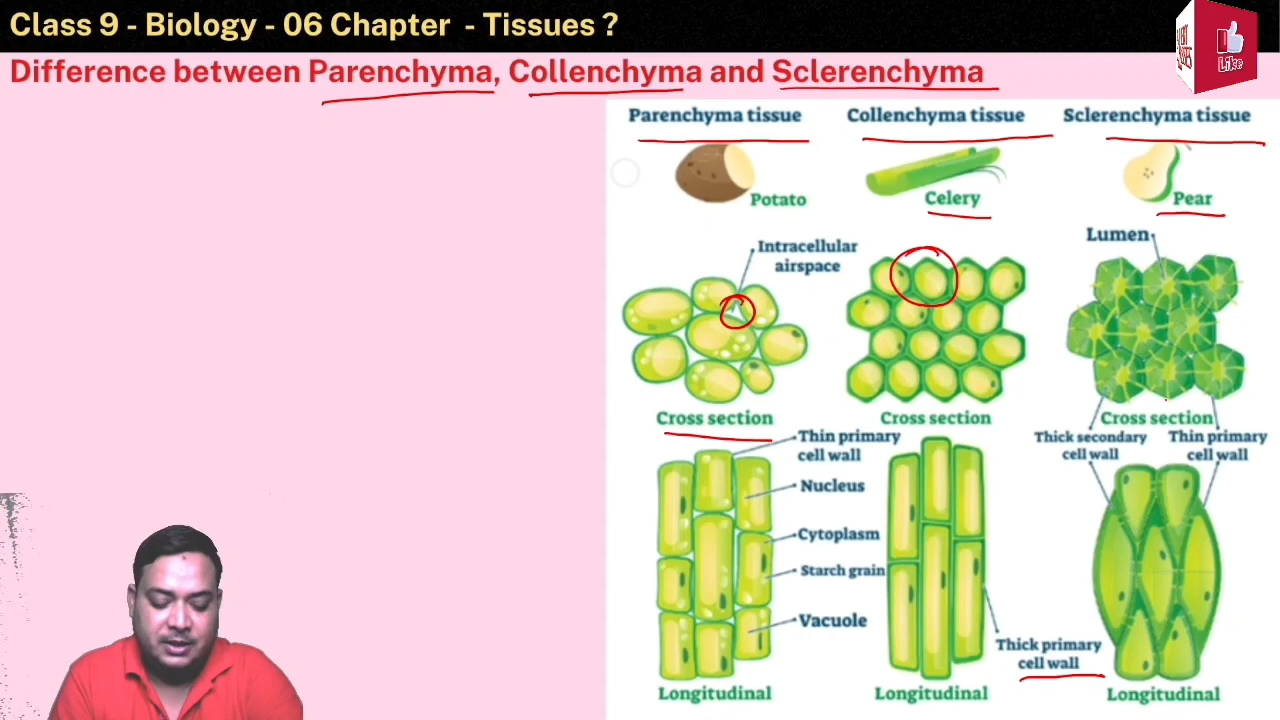 Class 9 - Biology - 06 Chapter - Tissues ?
Difference between Parenchyma, Collenchyma and Sclerenchyma
Like
Parenchyma tissue
Collenchyma tissue
Sclerenchyma tissue
Potato
Celery
Pear
Intracellular
airspace
Lumen
Cross section
Cross section
Cross section
Thin primary
cell wall
Nucleus
Cytoplasm
Starch grain
Vacuole
Thick primary
cell wall
Thick secondary
cell wall
Thin primary
cell wall
Longitudinal
Longitudinal
Longitudinal